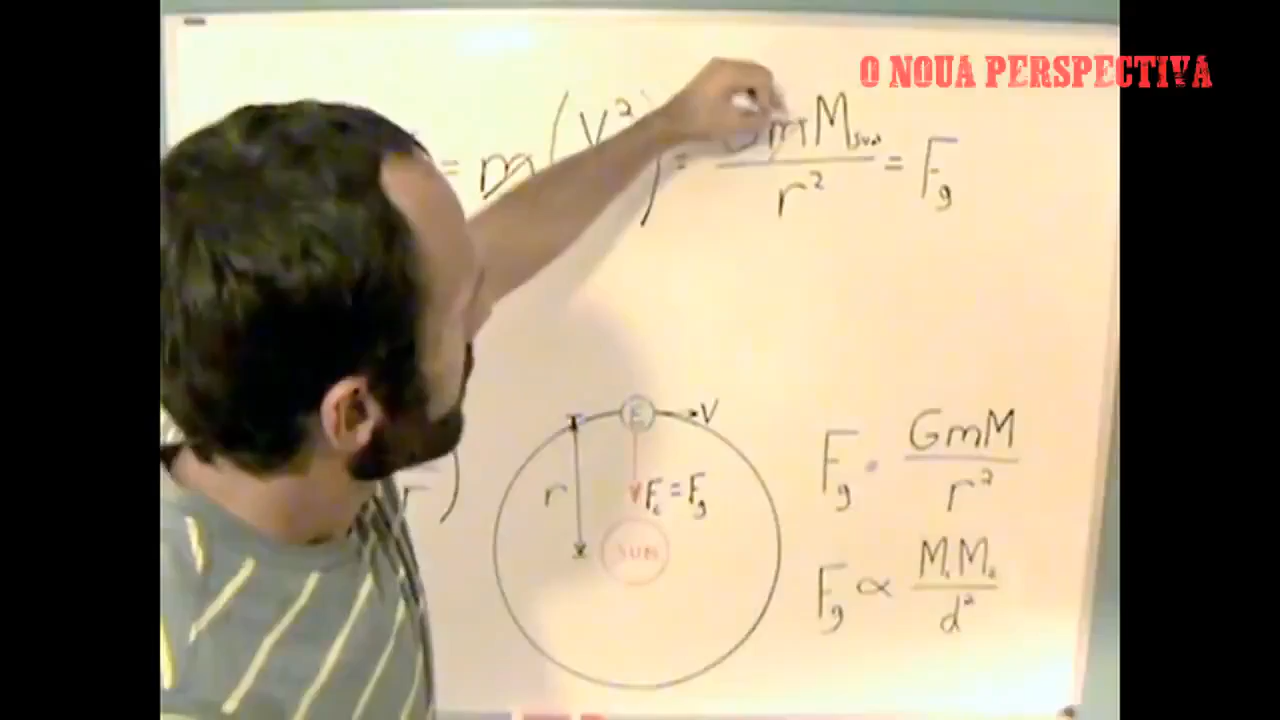 O NOUA PERSPECTIVA
= m (V²) = GmM_sun / r² = F_g
E V
r F_c = F_g
SUN
r)
F_g = GmM / r²
F_g ∝ M₁M₂ / d²